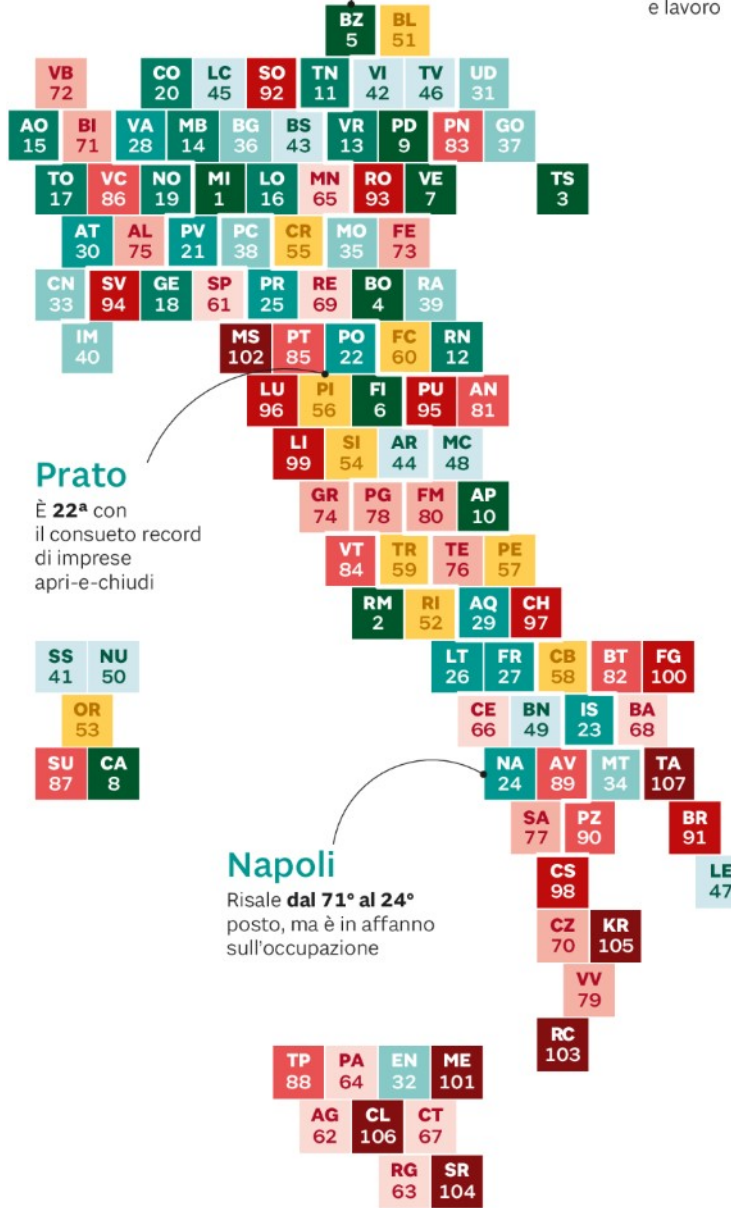 e lavoro
BZ BL
5 51
VB CO LC SO TN VI TV UD
72 20 45 92 11 42 46 31
AO BI VA MB BG BS VR PD PN GO
15 71 28 14 36 43 13 9 83 37
TO VC NO MI LO MN RO VE TS
17 86 19 1 16 65 93 7 3
AT AL PV PC CR MO FE
30 75 21 38 55 35 73
CN SV GE SP PR RE BO RA
33 94 18 61 25 69 4 39
IM MS PT PO FC RN
40 102 85 22 60 12
LU PI FI PU AN
96 56 6 95 81
LI SI AR MC
99 54 44 48
Prato
È 22ª con
il consueto record
di imprese
apri-e-chiudi
GR PG FM AP
74 78 80 10
VT TR TE PE
84 59 76 57
RM RI AQ CH
2 52 29 97
SS NU LT FR CB BT FG
41 50 26 27 58 82 100
OR CE BN IS BA
53 66 49 23 68
SU CA NA AV MT TA
87 8 24 89 34 107
SA PZ BR
77 90 91
Napoli
Risale dal 71° al 24°
posto, ma è in affanno
sull'occupazione
CS LE
98 47
CZ KR
70 105
VV
79
RC
103
TP PA EN ME
88 64 32 101
AG CL CT
62 106 67
RG SR
63 104